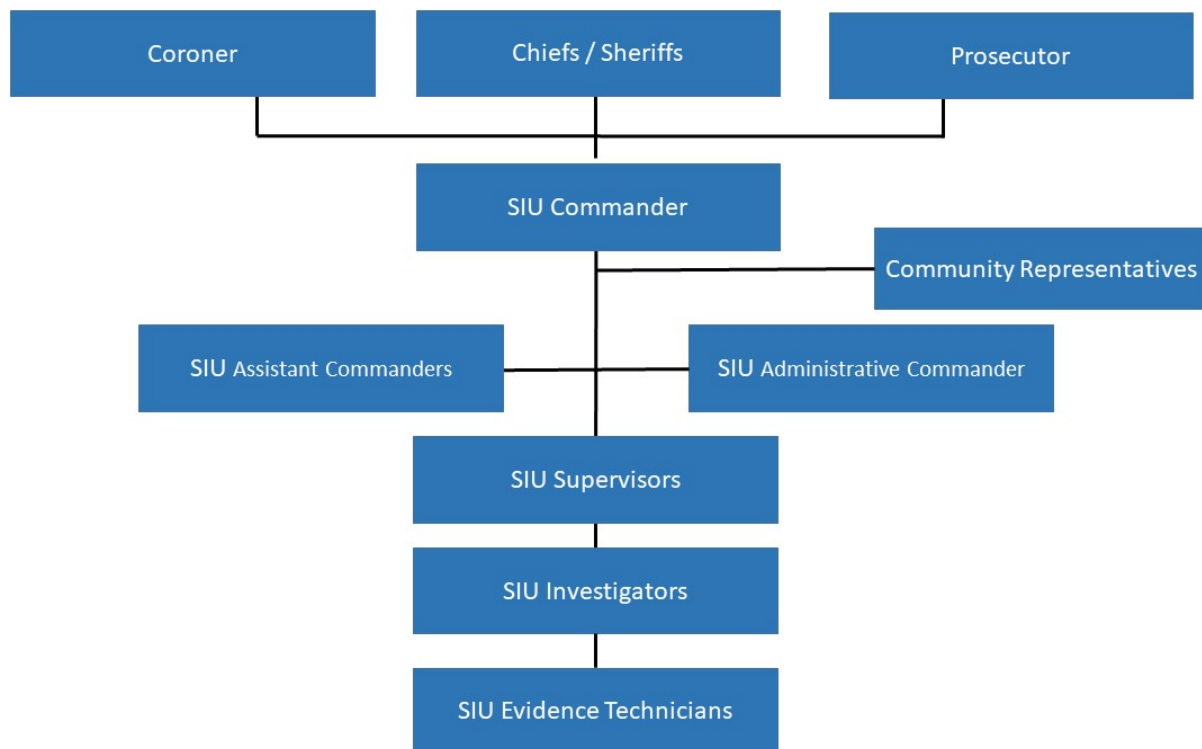 Coroner
Chiefs / Sheriffs
Prosecutor
SIU Commander
Community Representatives
SIU Assistant Commanders
SIU Administrative Commander
SIU Supervisors
SIU Investigators
SIU Evidence Technicians